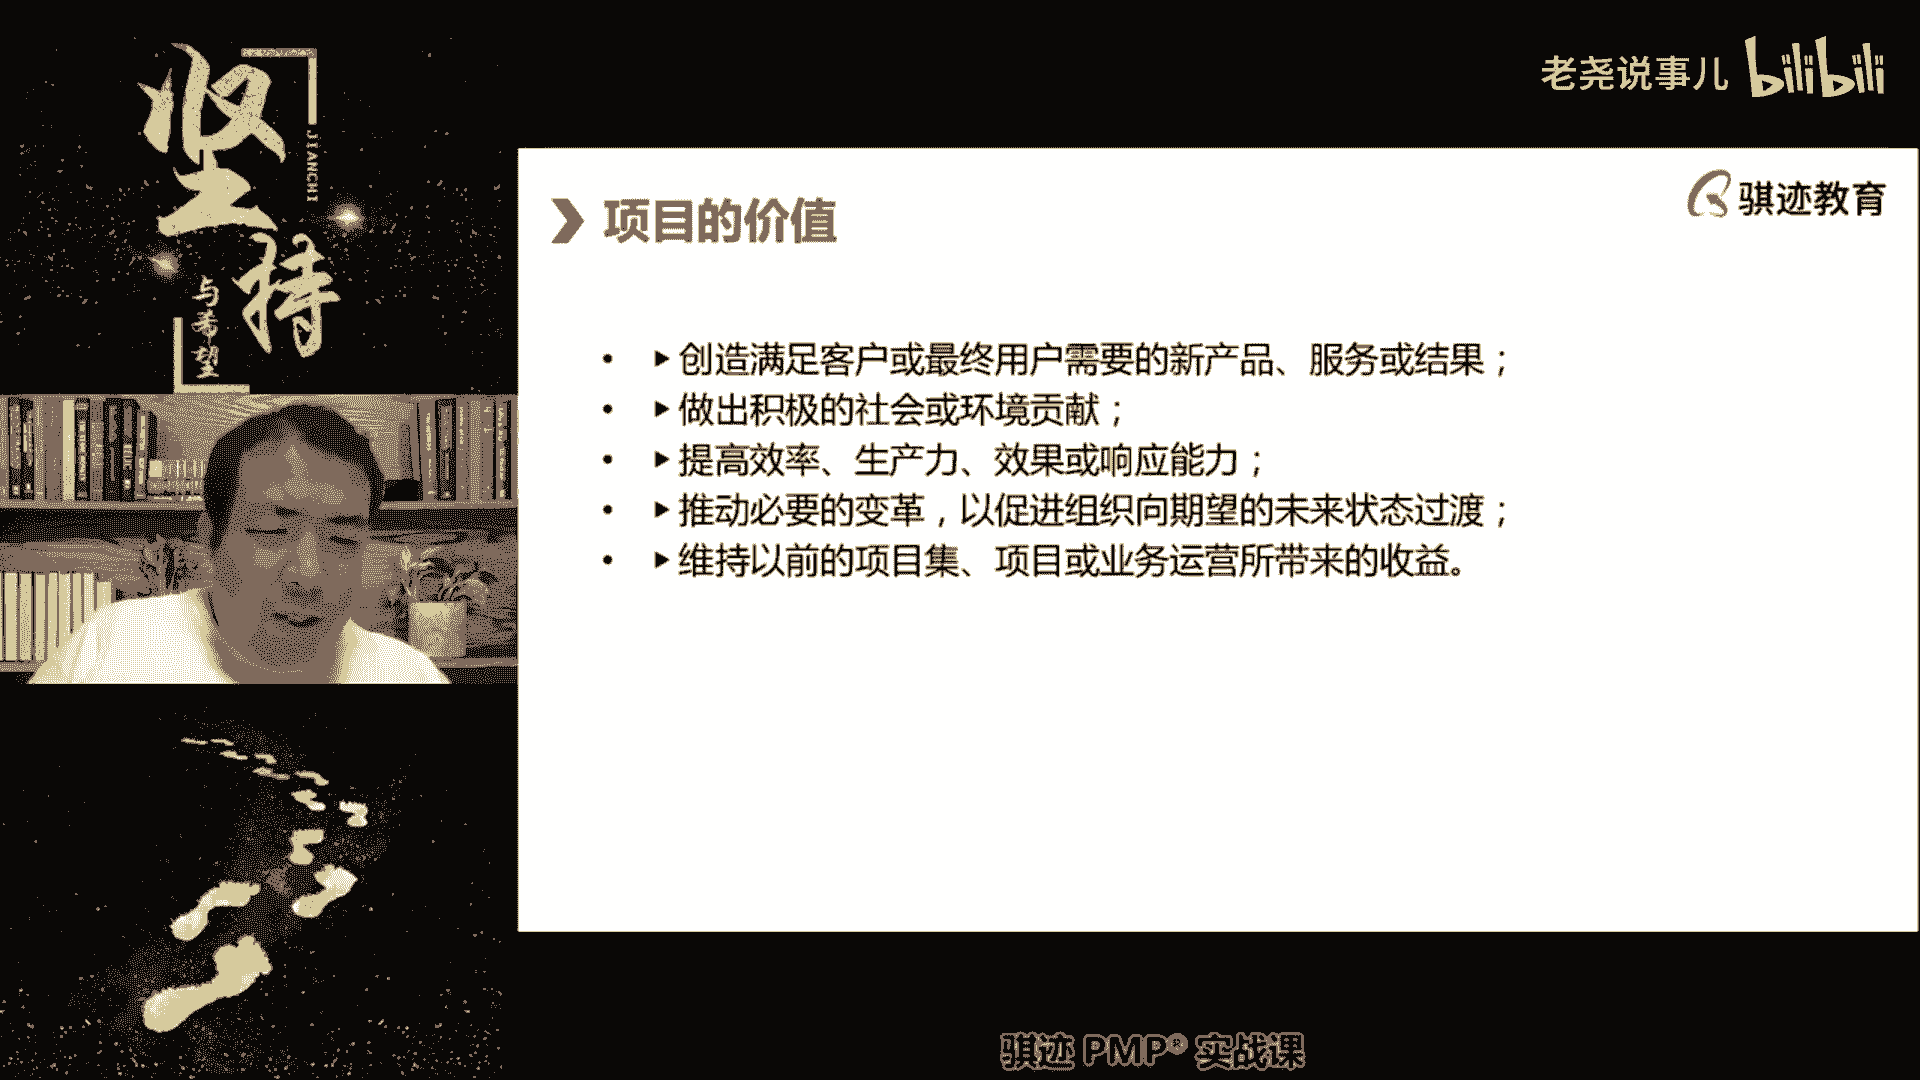 坚持
JIANCHI
与希望
老尧说事儿 bilibili
骐迹教育
项目的价值
• ▶创造满足客户或最终用户需要的新产品、服务或结果；
• ▶做出积极的社会或环境贡献；
• ▶提高效率、生产力、效果或响应能力；
• ▶推动必要的变革，以促进组织向期望的未来状态过渡；
• ▶维持以前的项目集、项目或业务运营所带来的收益。
骐迹 PMP® 实战课